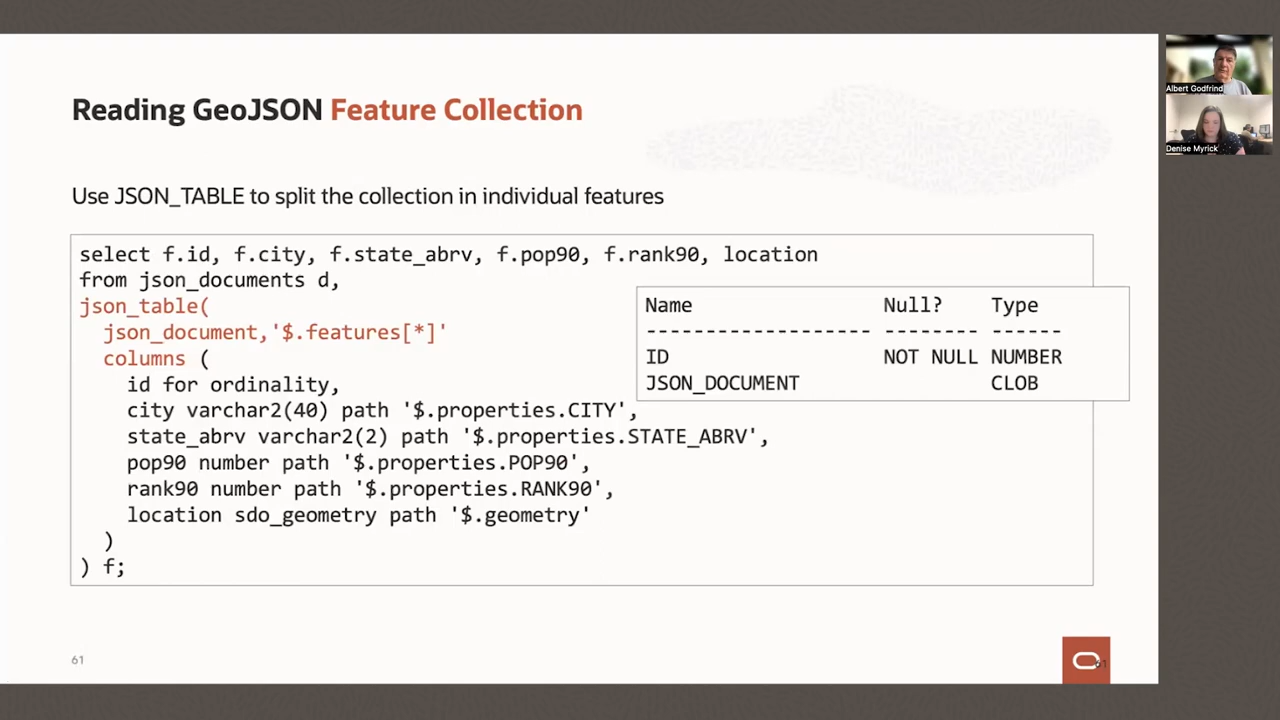 Reading GeoJSON Feature Collection
Use JSON_TABLE to split the collection in individual features
select f.id, f.city, f.state_abrv, f.pop90, f.rank90, location
from json_documents d,
json_table(
json_document,'$.features[*]'
columns (
id for ordinality,
city varchar2(40) path '$.properties.CITY',
state_abrv varchar2(2) path '$.properties.STATE_ABRV',
pop90 number path '$.properties.POP90',
rank90 number path '$.properties.RANK90',
location sdo_geometry path '$.geometry'
)
) f;
Name Null? Type
------------------- -------- ------
ID NOT NULL NUMBER
JSON_DOCUMENT CLOB
61
61
Albert Godfrind
Denise Myrick